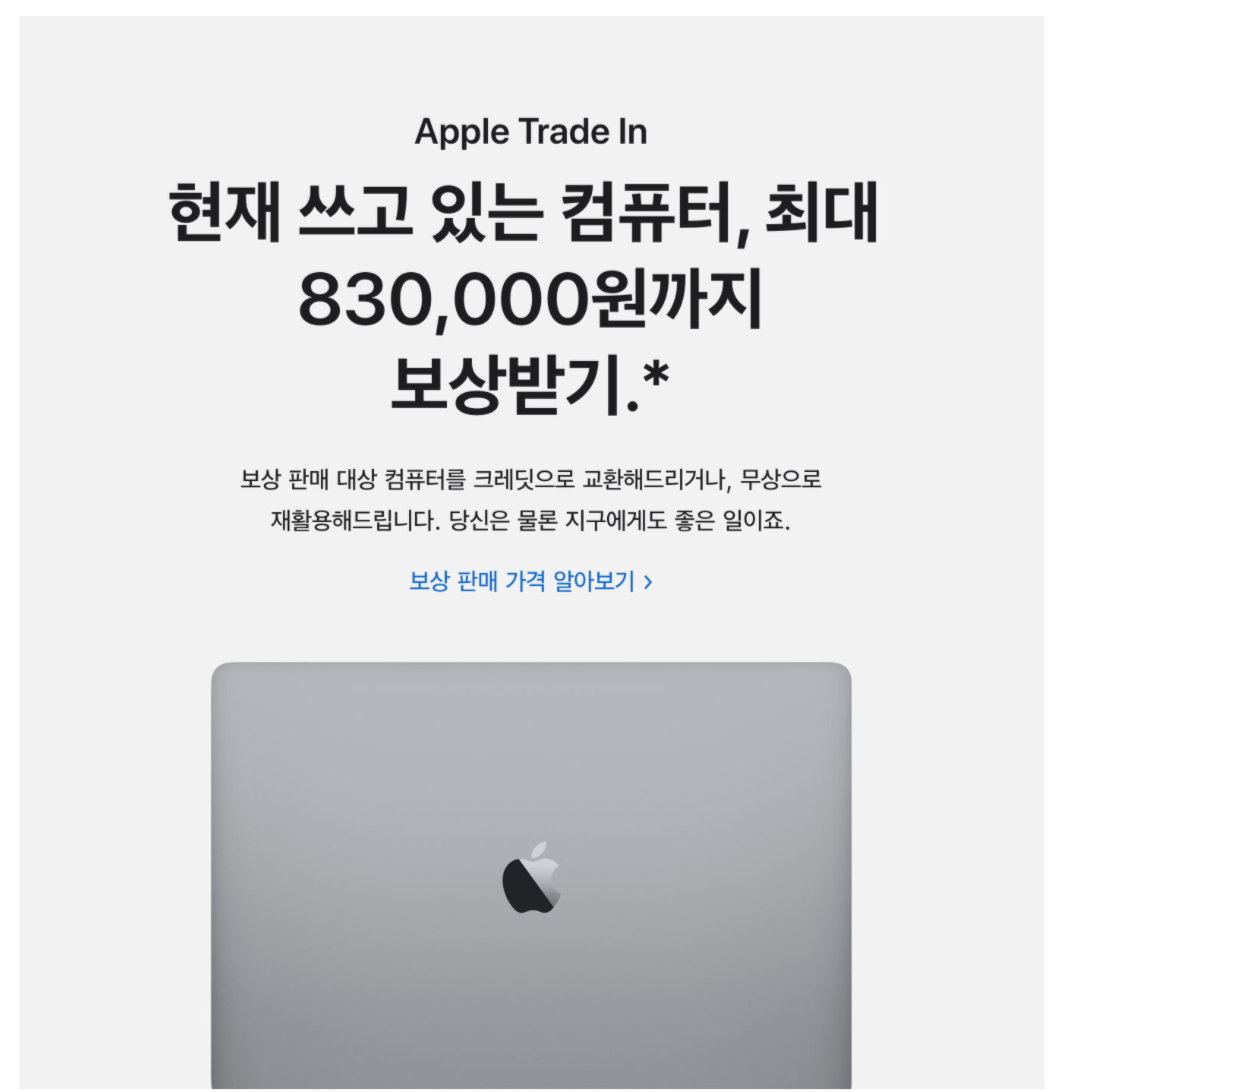 Apple Trade In
현재 쓰고 있는 컴퓨터, 최대
830,000원까지
보상받기.*
보상 판매 대상 컴퓨터를 크레딧으로 교환해드리거나, 무상으로
재활용해드립니다. 당신은 물론 지구에게도 좋은 일이죠.
보상 판매 가격 알아보기 >